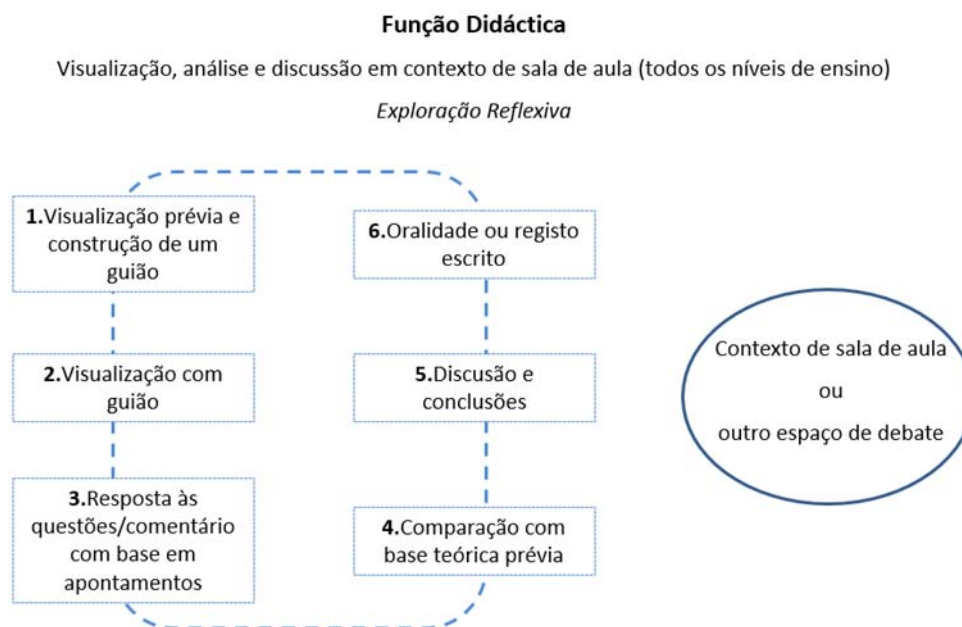 Função Didáctica
Visualização, análise e discussão em contexto de sala de aula (todos os níveis de ensino)
Exploração Reflexiva
1.Visualização prévia e
construção de um
guião
2.Visualização com
guião
3.Resposta às
questões/comentário
com base em
apontamentos
4.Comparação com
base teórica prévia
5.Discusão e
conclusões
6.Oralidade ou registo
escrito
Contexto de sala de aula
ou
outro espaço de debate